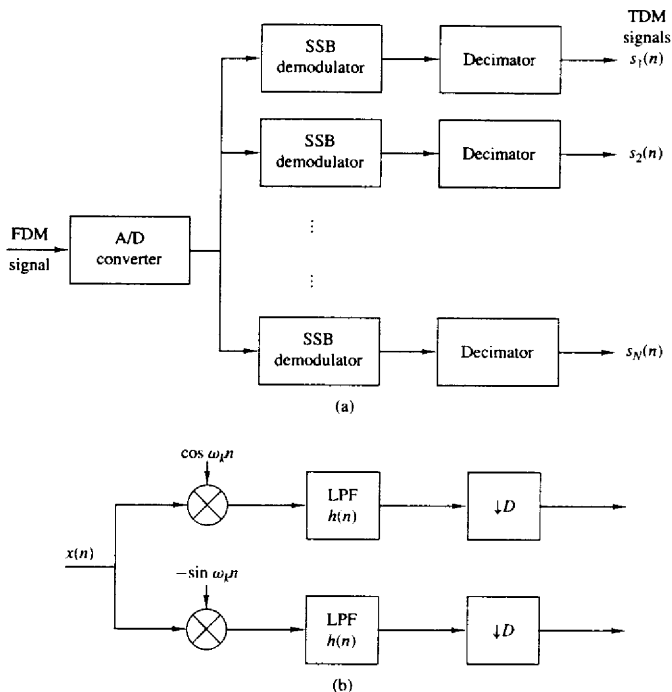 TDM
signals
SSB
demodulator
Decimator
s₁(n)
SSB
demodulator
Decimator
s₂(n)
FDM
signal
A/D
converter
⋮
⋮
SSB
demodulator
Decimator
s_N(n)
(a)
cos ωₖn
LPF
h(n)
↓D
x(n)
−sin ωₖn
LPF
h(n)
↓D
(b)